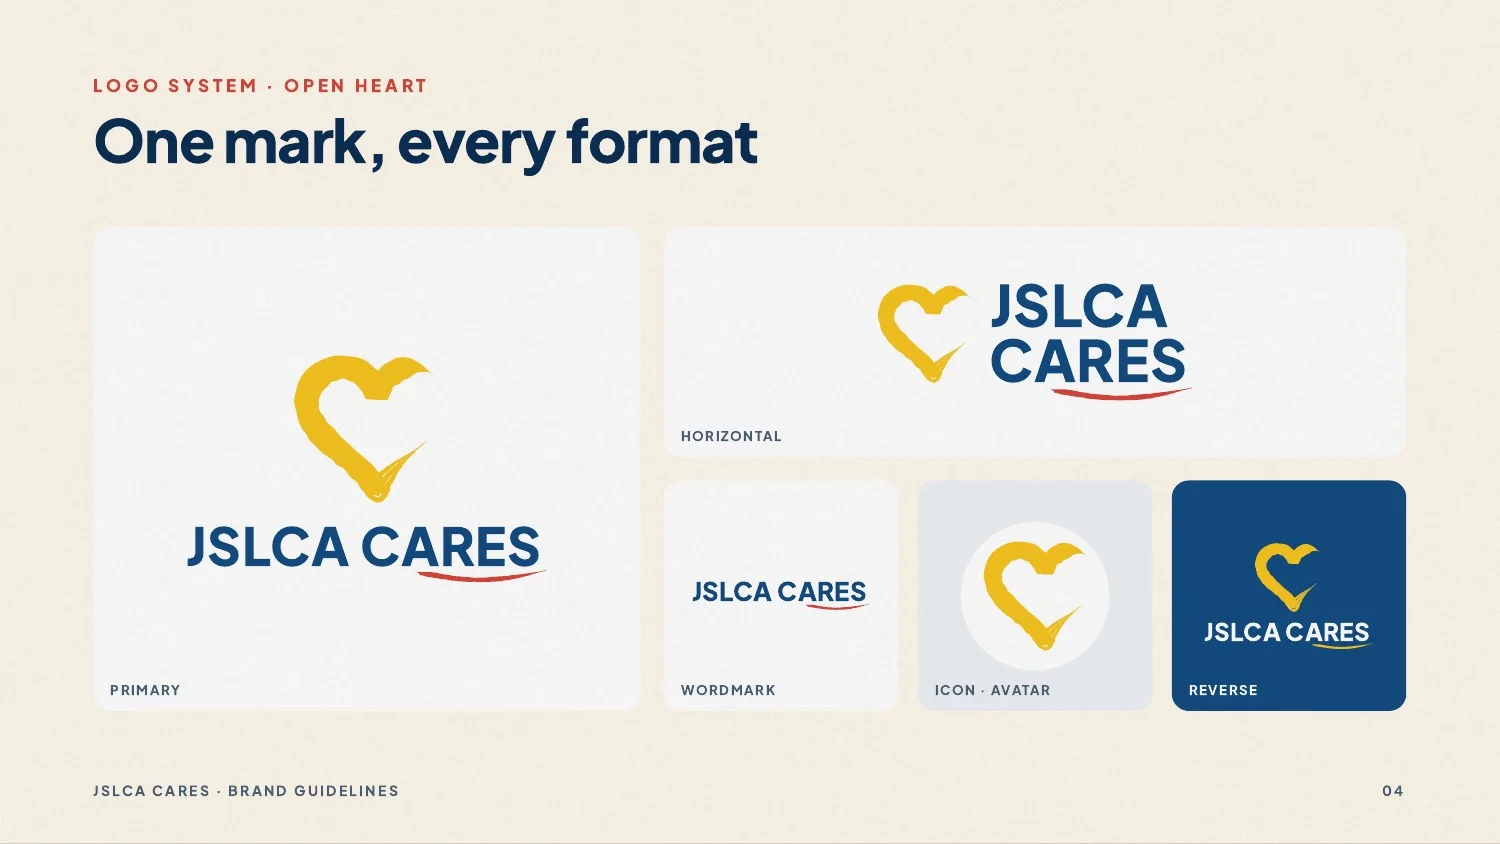 LOGO SYSTEM · OPEN HEART
One mark, every format
JSLCA CARES
PRIMARY
JSLCA
CARES
HORIZONTAL
JSLCA CARES
WORDMARK
ICON · AVATAR
JSLCA CARES
REVERSE
JSLCA CARES · BRAND GUIDELINES
04